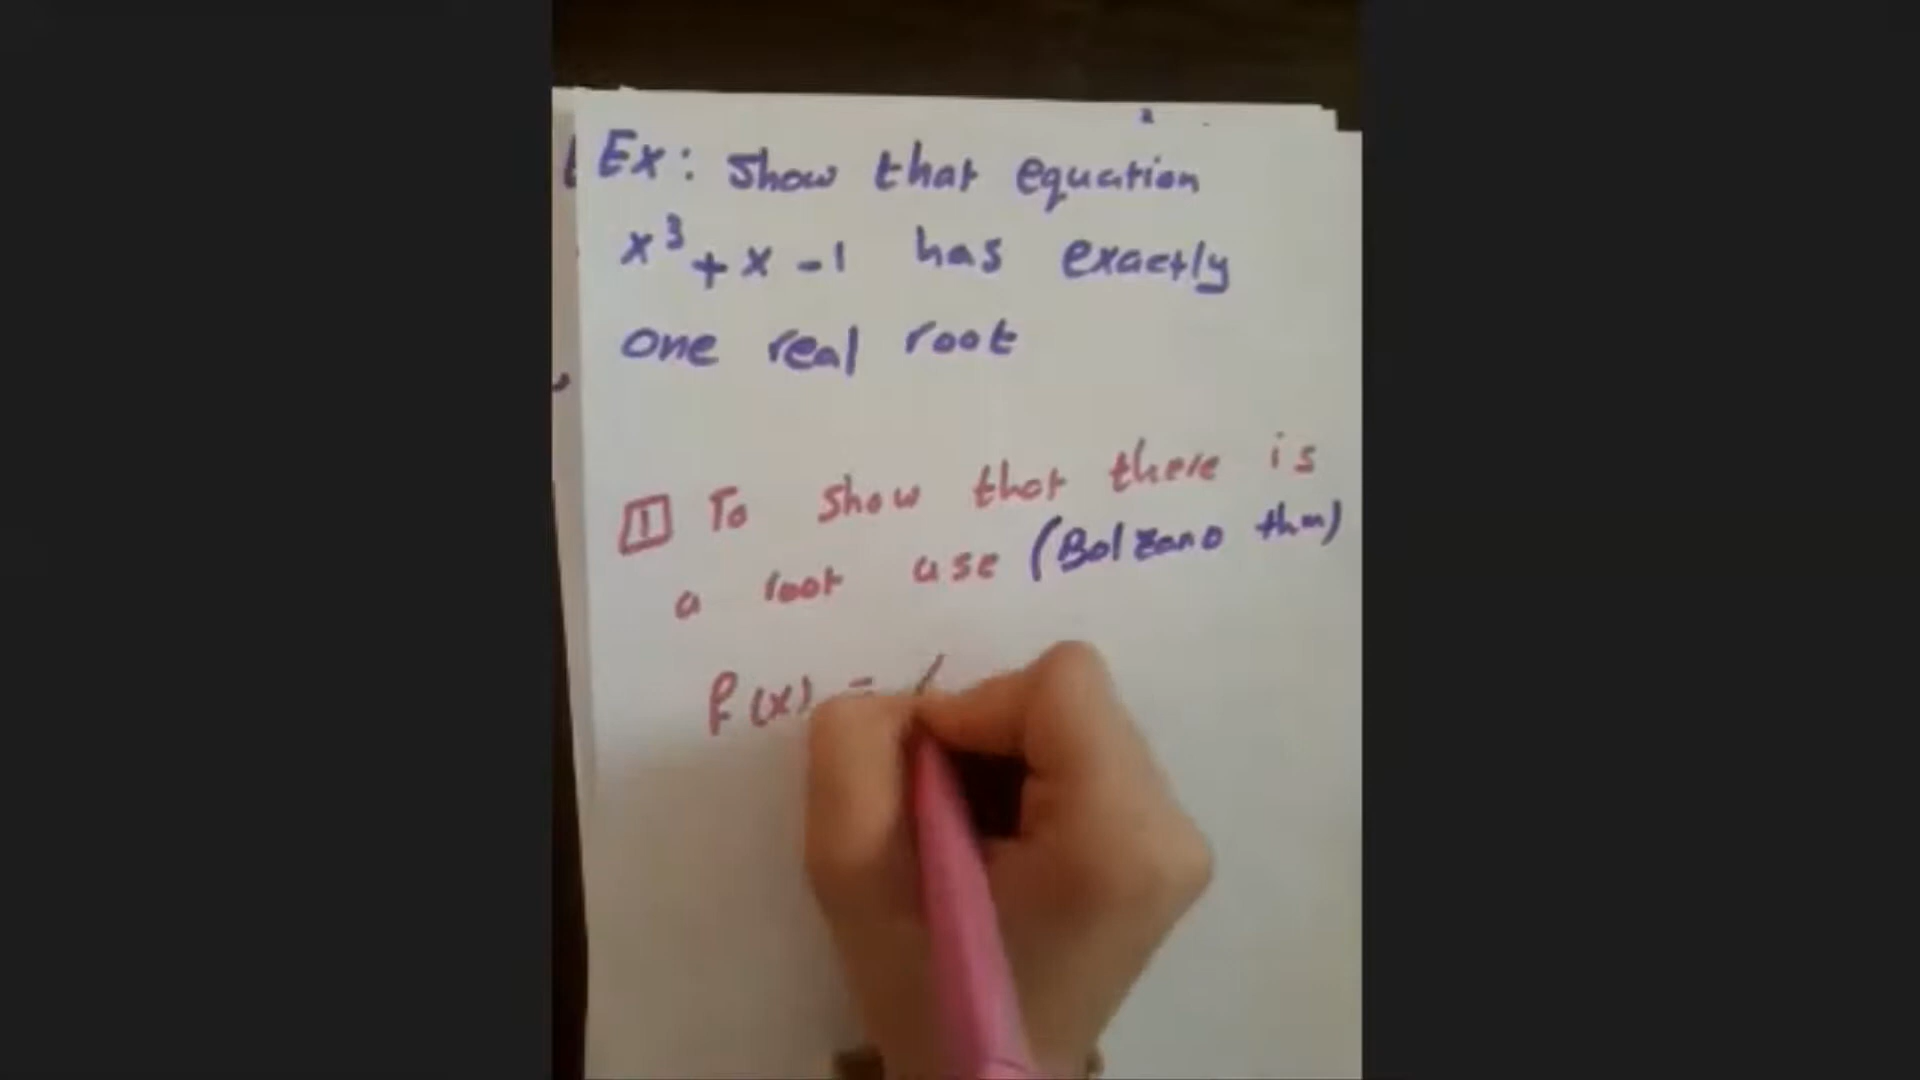 Ex: Show that equation
x³ + x - 1 has exactly
one real root
1 To show that there is
a root use (Bolzano thm)
f(x) =